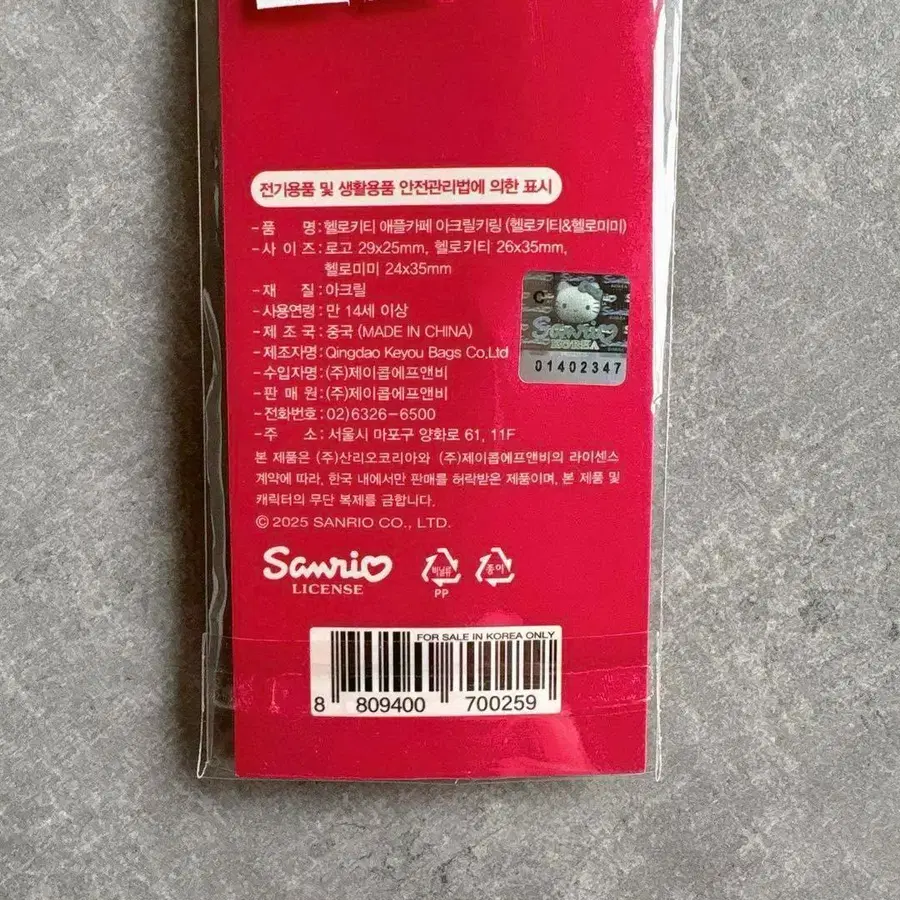 전기용품 및 생활용품 안전관리법에 의한 표시
-품 명:헬로키티 애플카페 아크릴키링 (헬로키티&헬로미미)
-사 이 즈:로고 29x25mm, 헬로키티 26x35mm,
헬로미미 24x35mm
-재 질:아크릴
-사용연령:만 14세 이상
-제 조 국:중국 (MADE IN CHINA)
-제조자명:Qingdao Keyou Bags Co,Ltd
-수입자명:(주)제이콥에프앤비
-판 매 원:(주)제이콥에프앤비
-전화번호:02)6326-6500
-주 소:서울시 마포구 양화로 61, 11F
본 제품은 (주)산리오코리아와 (주)제이콥에프앤비의 라이센스
계약에 따라, 한국 내에서만 판매를 허락받은 제품이며, 본 제품 및
캐릭터의 무단 복제를 금합니다.
© 2025 SANRIO CO., LTD.
Sanrio
KOREA
01402347
Sanrio
LICENSE
비닐류
PP
종이
FOR SALE IN KOREA ONLY
8 809400 700259